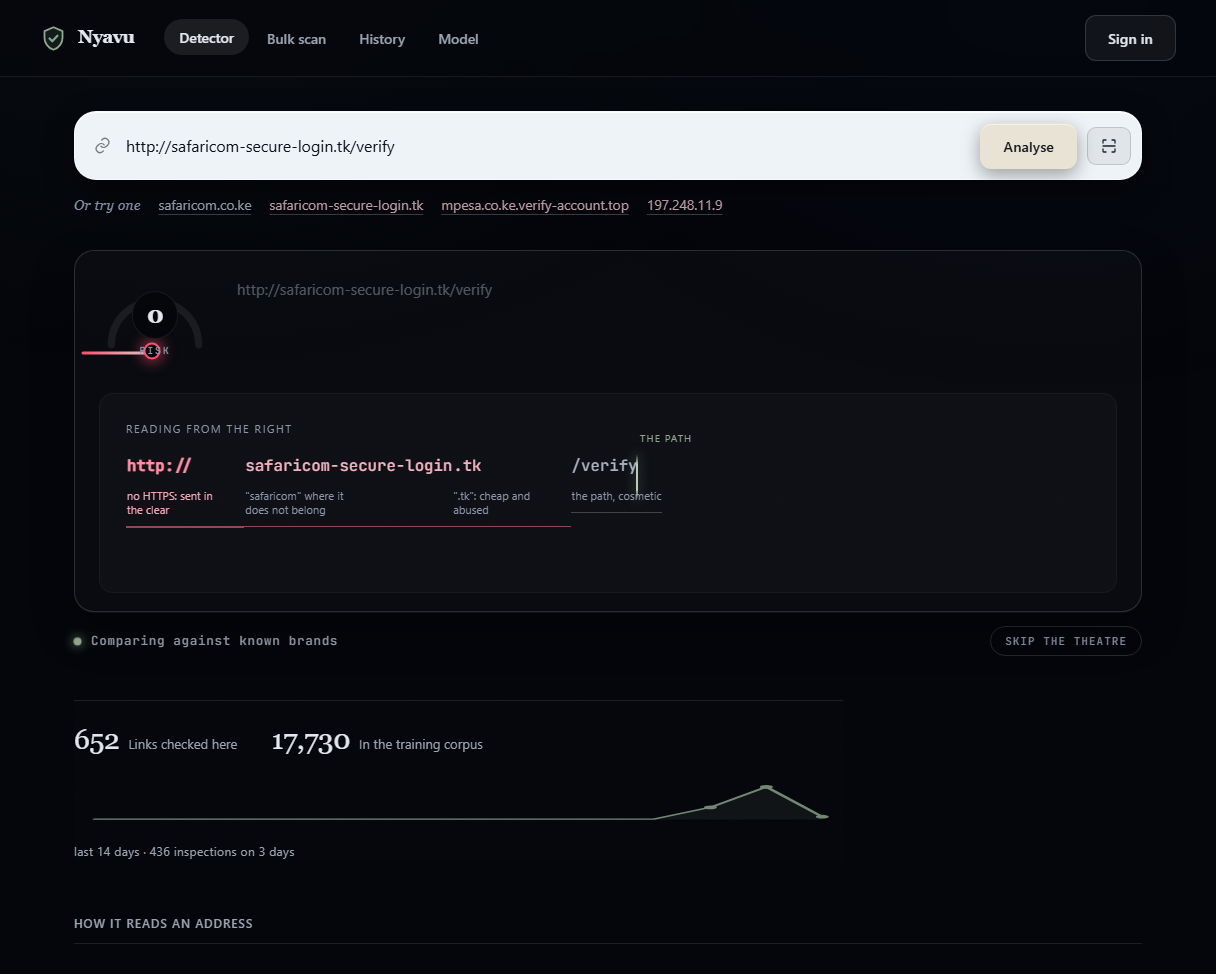 Nyavu
Detector
Bulk scan
History
Model
Sign in
http://safaricom-secure-login.tk/verify
Analyse
Or try one safaricom.co.ke safaricom-secure-login.tk mpesa.co.ke.verify-account.top 197.248.11.9
0
RISK
http://safaricom-secure-login.tk/verify
READING FROM THE RIGHT
THE PATH
http:// safaricom-secure-login.tk /verify
no HTTPS: sent in
the clear
"safaricom" where it
does not belong
".tk": cheap and
abused
the path, cosmetic
Comparing against known brands
SKIP THE THEATRE
652 Links checked here 17,730 In the training corpus
last 14 days · 436 inspections on 3 days
HOW IT READS AN ADDRESS